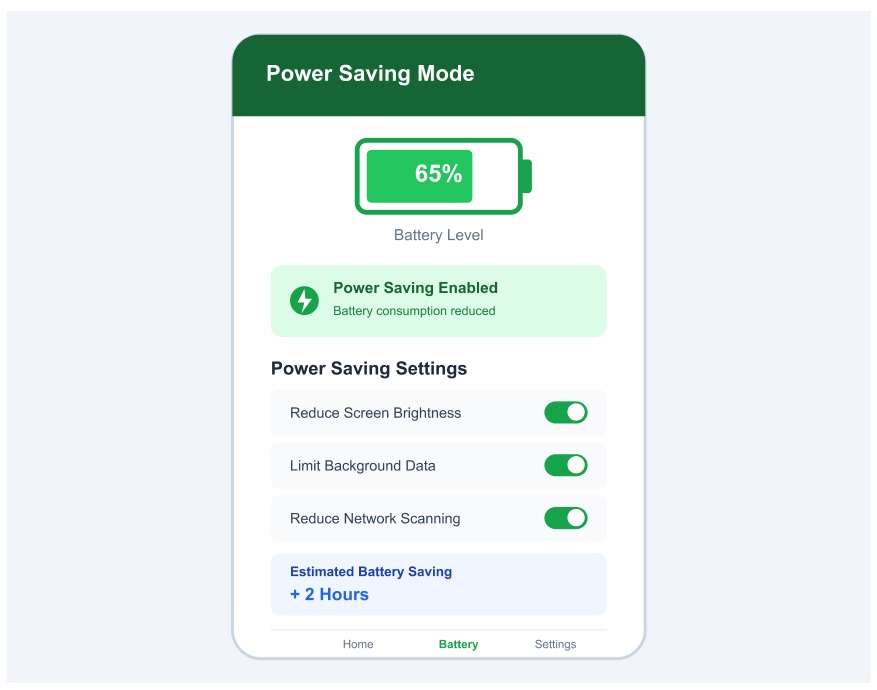 Power Saving Mode
65%
Battery Level
Power Saving Enabled
Battery consumption reduced
Power Saving Settings
Reduce Screen Brightness
Limit Background Data
Reduce Network Scanning
Estimated Battery Saving
+ 2 Hours
Home Battery Settings